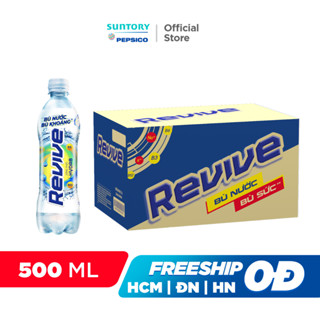 SUNTORY
PEPSICO
Official
Store
BÙ NƯỚC
BÙ KHOÁNG
Revive
Revive
BÙ NƯỚC
BÙ SỨC
500 ML
FREESHIP 0Đ
HCM | ĐN | HN